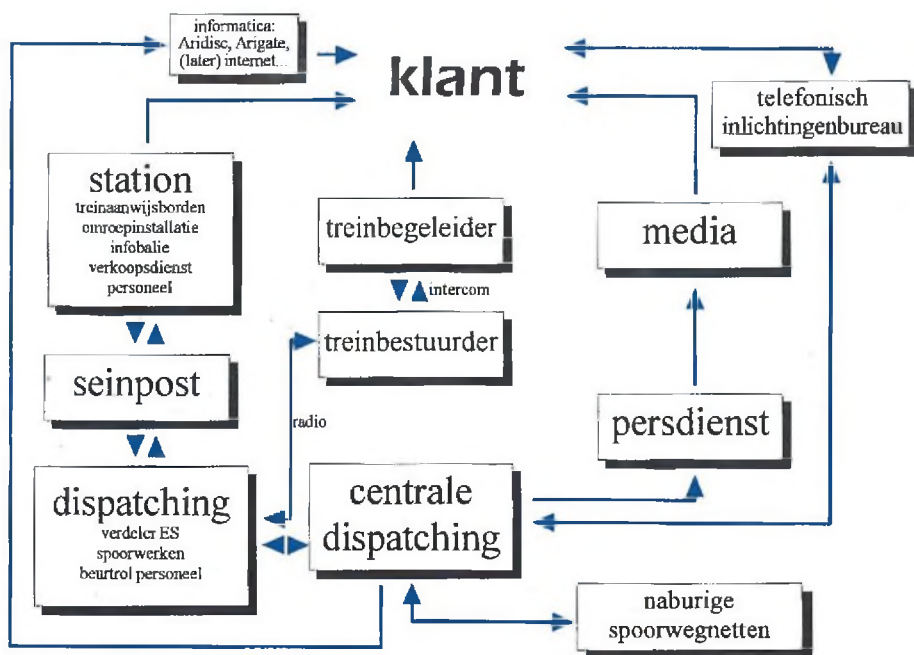 informatica:
Aridisc, Arigate,
(later) internet...
klant
telefonisch
inlichtingenbureau
station
treinaanwijsborden
omroepinstallatie
infobalie
verkoopsdienst
personeel
treinbegeleider
media
intercom
treinbestuurder
seinpost
radio
persdienst
dispatching
verdeler ES
spoorwerken
beurtrol personeel
centrale
dispatching
naburige
spoorwegnetten